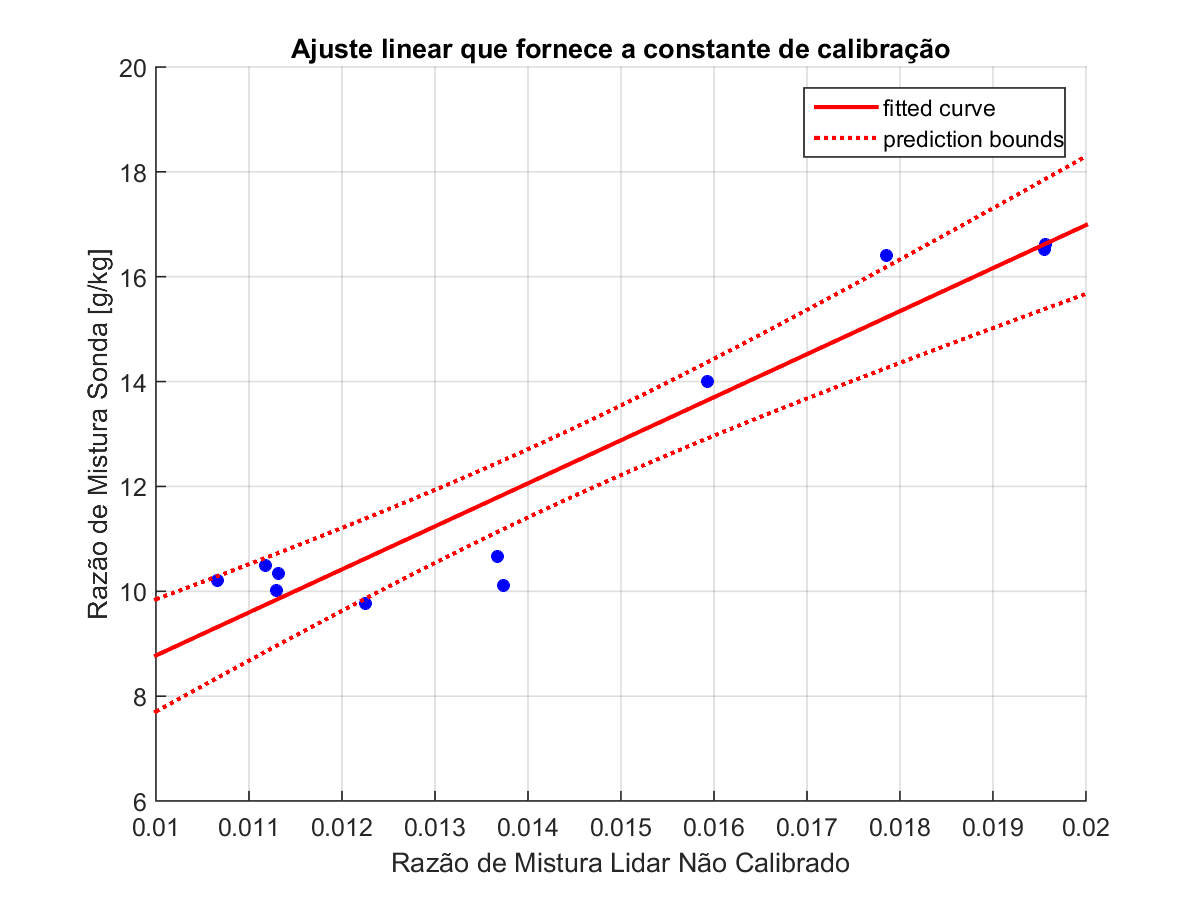 Ajuste linear que fornece a constante de calibração
fitted curve
prediction bounds
Razão de Mistura Sonda [g/kg]
20
18
16
14
12
10
8
6
0.01 0.011 0.012 0.013 0.014 0.015 0.016 0.017 0.018 0.019 0.02
Razão de Mistura Lidar Não Calibrado